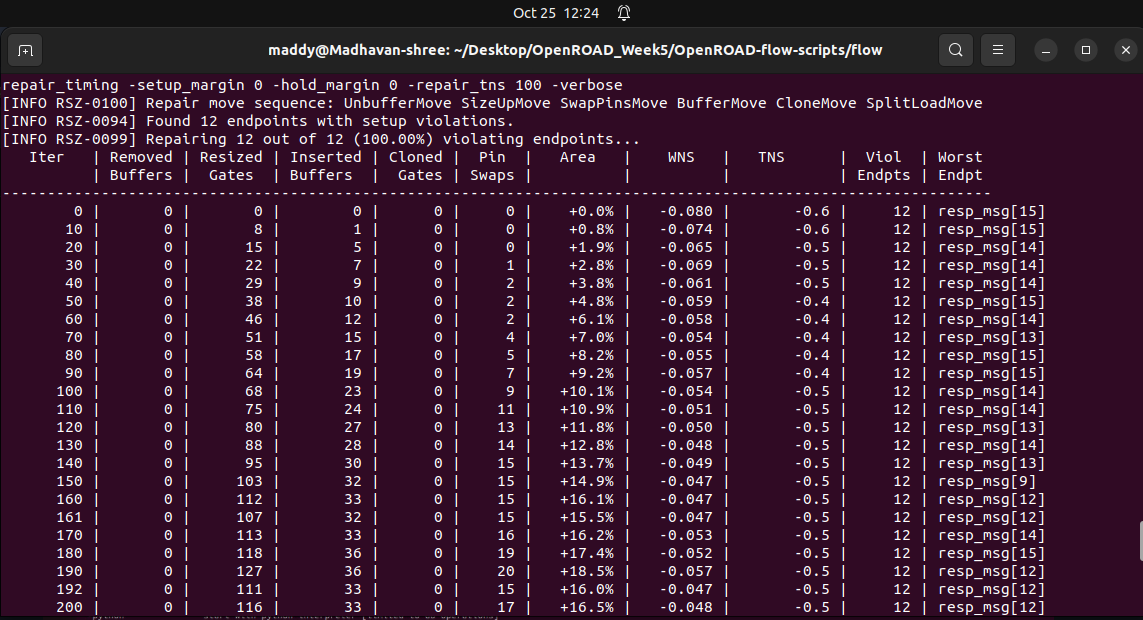 Oct 25 12:24
maddy@Madhavan-shree: ~/Desktop/OpenROAD_Week5/OpenROAD-flow-scripts/flow
repair_timing -setup_margin 0 -hold_margin 0 -repair_tns 100 -verbose
[INFO RSZ-0100] Repair move sequence: UnbufferMove SizeUpMove SwapPinsMove BufferMove CloneMove SplitLoadMove
[INFO RSZ-0094] Found 12 endpoints with setup violations.
[INFO RSZ-0099] Repairing 12 out of 12 (100.00%) violating endpoints...
   Iter   | Removed | Resized | Inserted | Cloned |  Pin  |   Area   |    WNS   |   TNS      |  Viol  | Worst
          | Buffers |  Gates  | Buffers  |  Gates | Swaps |          |          |            | Endpts | Endpt
--------------------------------------------------------------------------------------------------------------
        0 |       0 |       0 |        0 |      0 |     0 |    +0.0% |   -0.080 |       -0.6 |     12 | resp_msg[15]
       10 |       0 |       8 |        1 |      0 |     0 |    +0.8% |   -0.074 |       -0.6 |     12 | resp_msg[15]
       20 |       0 |      15 |        5 |      0 |     0 |    +1.9% |   -0.065 |       -0.5 |     12 | resp_msg[14]
       30 |       0 |      22 |        7 |      0 |     1 |    +2.8% |   -0.069 |       -0.5 |     12 | resp_msg[14]
       40 |       0 |      29 |        9 |      0 |     2 |    +3.8% |   -0.061 |       -0.5 |     12 | resp_msg[14]
       50 |       0 |      38 |       10 |      0 |     2 |    +4.8% |   -0.059 |       -0.4 |     12 | resp_msg[15]
       60 |       0 |      46 |       12 |      0 |     2 |    +6.1% |   -0.058 |       -0.4 |     12 | resp_msg[14]
       70 |       0 |      51 |       15 |      0 |     4 |    +7.0% |   -0.054 |       -0.4 |     12 | resp_msg[13]
       80 |       0 |      58 |       17 |      0 |     5 |    +8.2% |   -0.055 |       -0.4 |     12 | resp_msg[15]
       90 |       0 |      64 |       19 |      0 |     7 |    +9.2% |   -0.057 |       -0.4 |     12 | resp_msg[15]
      100 |       0 |      68 |       23 |      0 |     9 |   +10.1% |   -0.054 |       -0.5 |     12 | resp_msg[14]
      110 |       0 |      75 |       24 |      0 |    11 |   +10.9% |   -0.051 |       -0.5 |     12 | resp_msg[14]
      120 |       0 |      80 |       27 |      0 |    13 |   +11.8% |   -0.050 |       -0.5 |     12 | resp_msg[13]
      130 |       0 |      88 |       28 |      0 |    14 |   +12.8% |   -0.048 |       -0.5 |     12 | resp_msg[14]
      140 |       0 |      95 |       30 |      0 |    15 |   +13.7% |   -0.049 |       -0.5 |     12 | resp_msg[13]
      150 |       0 |     103 |       32 |      0 |    15 |   +14.9% |   -0.047 |       -0.5 |     12 | resp_msg[9]
      160 |       0 |     112 |       33 |      0 |    15 |   +16.1% |   -0.047 |       -0.5 |     12 | resp_msg[12]
      161 |       0 |     107 |       32 |      0 |    15 |   +15.5% |   -0.047 |       -0.5 |     12 | resp_msg[12]
      170 |       0 |     113 |       33 |      0 |    16 |   +16.2% |   -0.053 |       -0.5 |     12 | resp_msg[14]
      180 |       0 |     118 |       36 |      0 |    19 |   +17.4% |   -0.052 |       -0.5 |     12 | resp_msg[15]
      190 |       0 |     127 |       36 |      0 |    20 |   +18.5% |   -0.057 |       -0.5 |     12 | resp_msg[12]
      192 |       0 |     111 |       33 |      0 |    15 |   +16.0% |   -0.047 |       -0.5 |     12 | resp_msg[12]
      200 |       0 |     116 |       33 |      0 |    17 |   +16.5% |   -0.048 |       -0.5 |     12 | resp_msg[12]